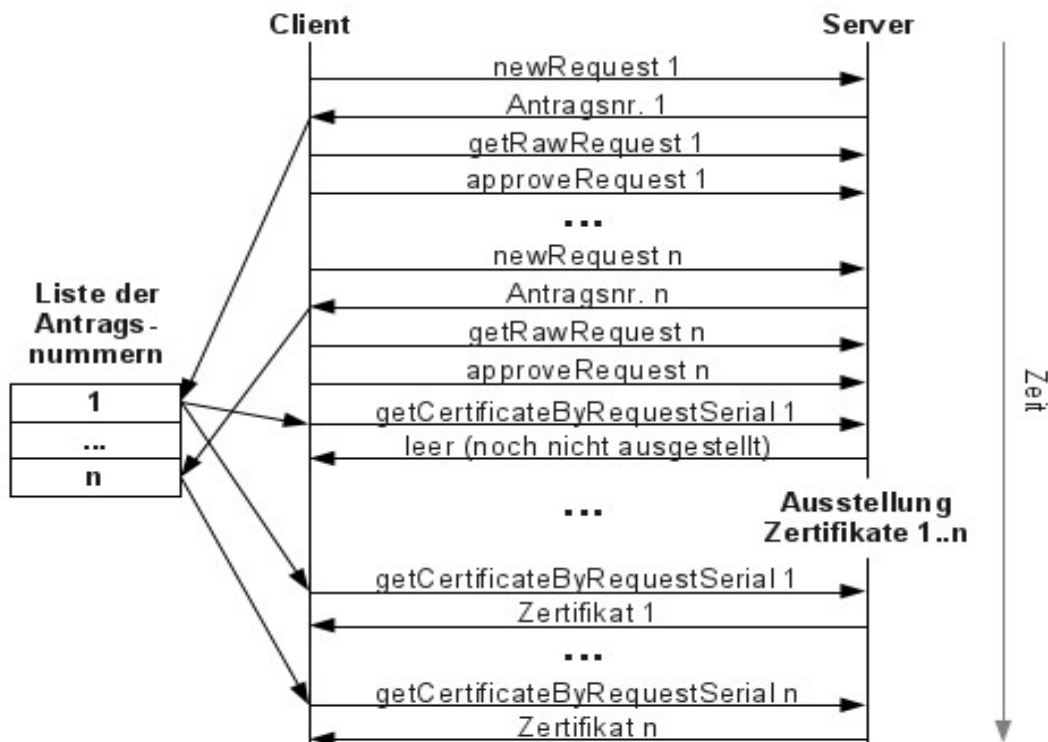 Client
Server
newRequest 1
Antragsnr. 1
getRawRequest 1
approveRequest 1
...
newRequest n
Antragsnr. n
getRawRequest n
approveRequest n
Liste der
Antrags-
nummern
1
...
n
getCertificateByRequestSerial 1
leer (noch nicht ausgestellt)
...
Ausstellung
Zertifikate 1..n
getCertificateByRequestSerial 1
Zertifikat 1
...
getCertificateByRequestSerial n
Zertifikat n
Zeit